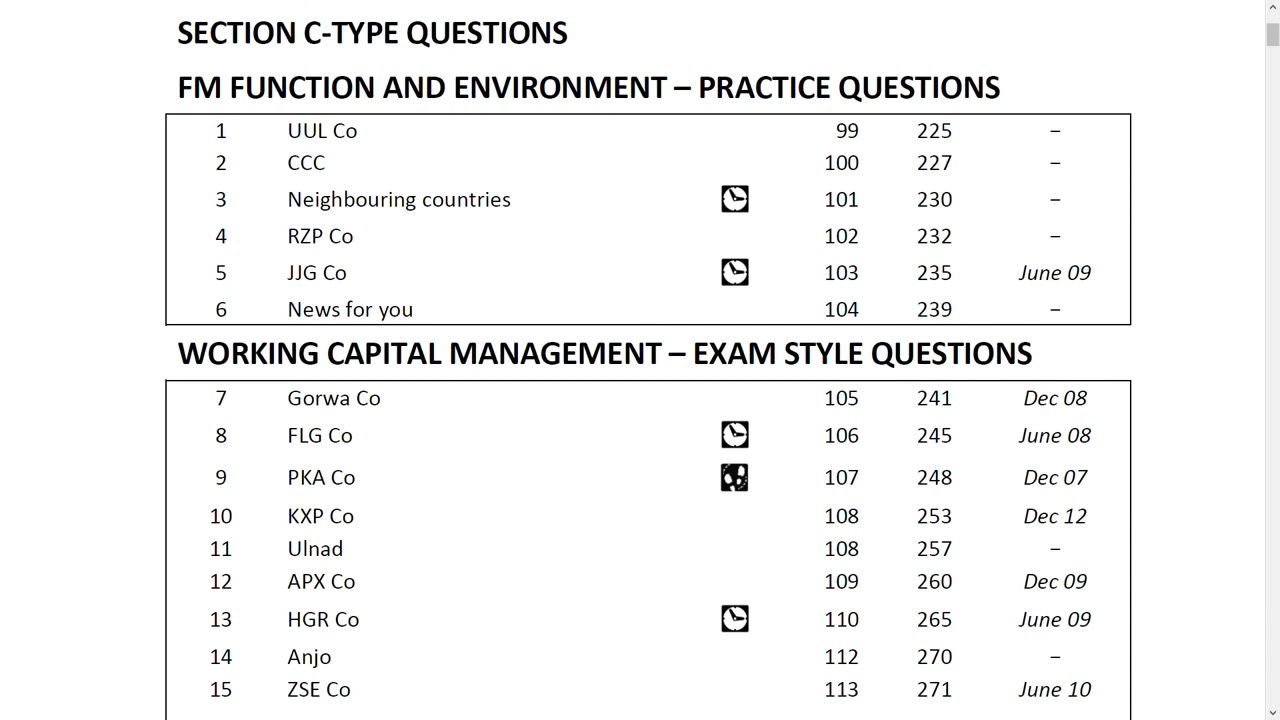 SECTION C-TYPE QUESTIONS
FM FUNCTION AND ENVIRONMENT – PRACTICE QUESTIONS
1 UUL Co 99 225 –
2 CCC 100 227 –
3 Neighbouring countries 101 230 –
4 RZP Co 102 232 –
5 JJG Co 103 235 June 09
6 News for you 104 239 –
WORKING CAPITAL MANAGEMENT – EXAM STYLE QUESTIONS
7 Gorwa Co 105 241 Dec 08
8 FLG Co 106 245 June 08
9 PKA Co 107 248 Dec 07
10 KXP Co 108 253 Dec 12
11 Ulnad 108 257 –
12 APX Co 109 260 Dec 09
13 HGR Co 110 265 June 09
14 Anjo 112 270 –
15 ZSE Co 113 271 June 10